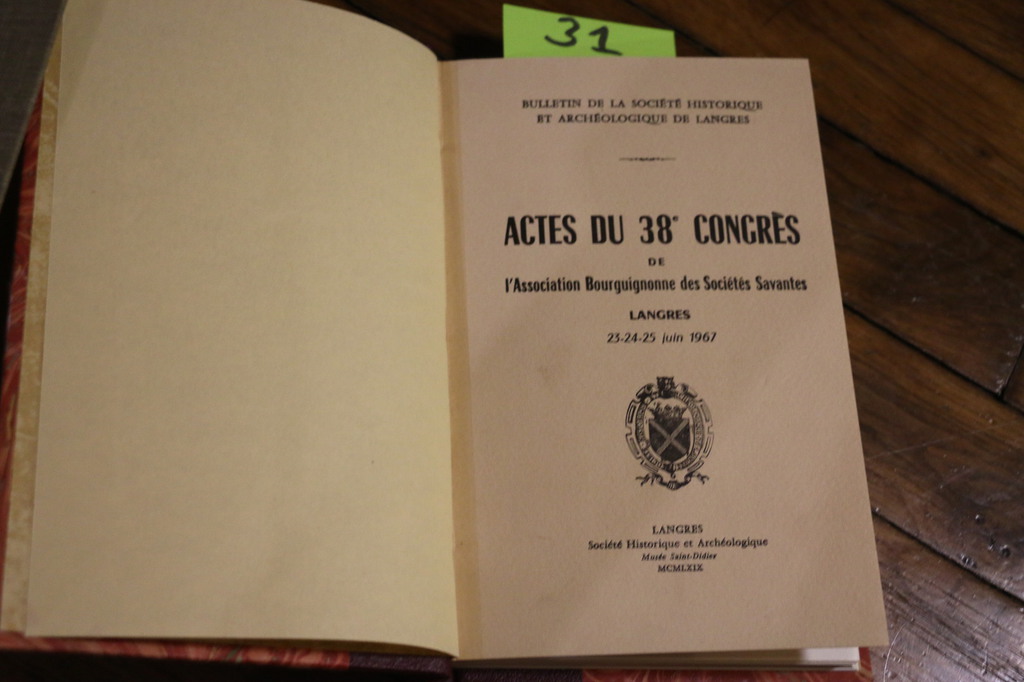 31
BULLETIN DE LA SOCIÉTÉ HISTORIQUE
ET ARCHÉOLOGIQUE DE LANGRES
ACTES DU 38e CONGRÈS
DE
l'Association Bourguignonne des Sociétés Savantes
LANGRES
23-24-25 juin 1967
LANGRES
Société Historique et Archéologique
Musée Saint-Didier
MCMLXIX